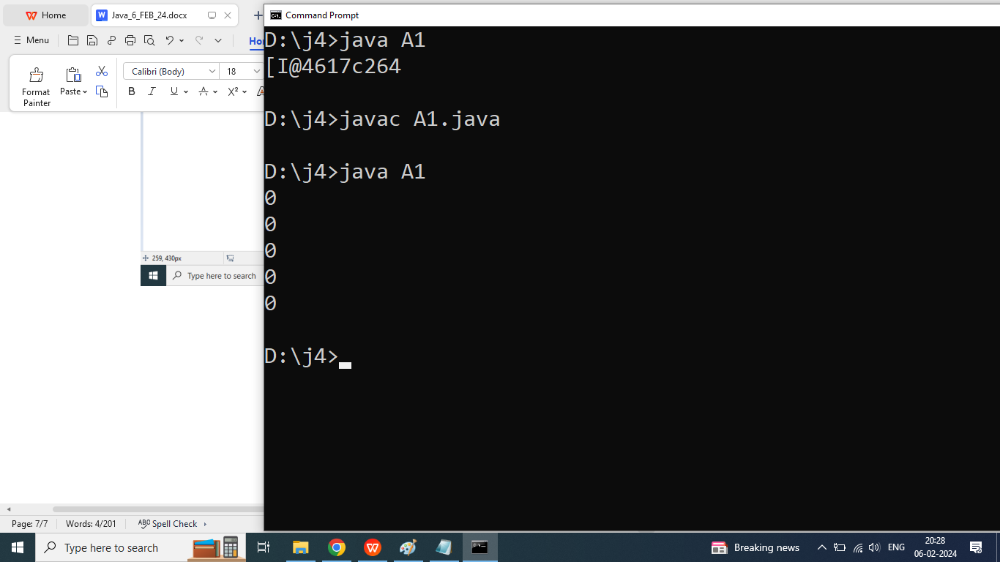 Home
Java_6_FEB_24.docx
Menu
Hor
Format Painter
Paste
Calibri (Body)
18
B I U A X²
259, 430px
Type here to search
Page: 7/7
Words: 4/201
ABC Spell Check
Command Prompt
D:\j4>java A1
[I@4617c264
D:\j4>javac A1.java
D:\j4>java A1
0
0
0
0
0
D:\j4>
Type here to search
Breaking news
ENG
20:28
06-02-2024